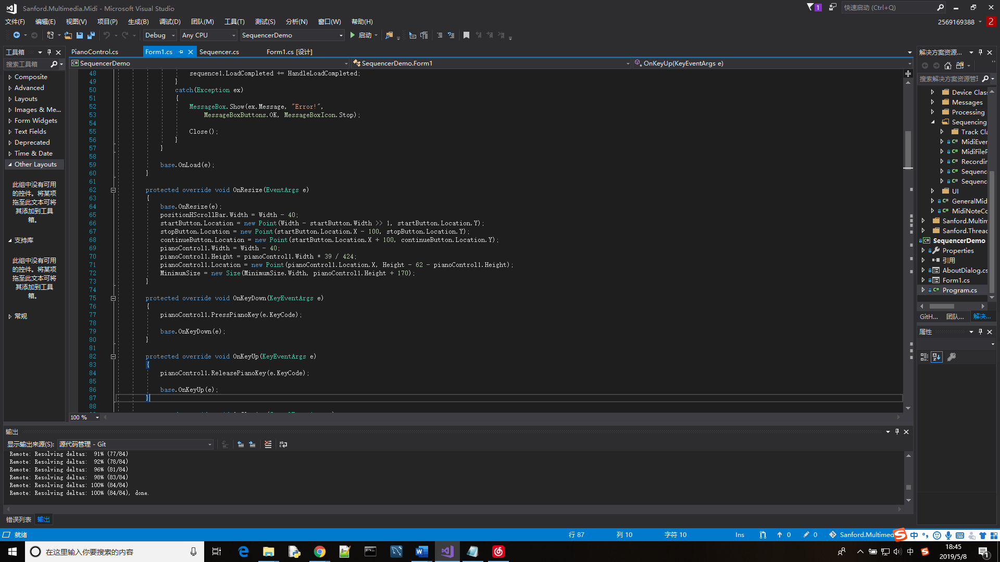 Sanford.Multimedia.Midi - Microsoft Visual Studio
1
快速启动 (Ctrl+Q)
文件(F) 编辑(E) 视图(V) 项目(P) 生成(B) 调试(D) 团队(M) 工具(T) 测试(S) 分析(N) 窗口(W) 帮助(H)
2569169388 2
Debug Any CPU SequencerDemo 启动
工具箱
搜索工具箱
Composite
Advanced
Layouts
Images & Me...
Form Widgets
Text Fields
Deprecated
Time & Date
Other Layouts
此组中没有可用
的控件。将某项
拖至此文本可将
其添加到工具
箱。
支持库
此组中没有可用
的控件。将某项
拖至此文本可将
其添加到工具
箱。
常规
PianoControl.cs Form1.cs Sequencer.cs Form1.cs [设计]
SequencerDemo SequencerDemo.Form1 OnKeyUp(KeyEventArgs e)
48 sequence1.LoadCompleted += HandleLoadCompleted;
49 }
50 catch(Exception ex)
51 {
52 MessageBox.Show(ex.Message, "Error!",
53 MessageBoxButtons.OK, MessageBoxIcon.Stop);
54
55 Close();
56 }
57 }
58
59 base.OnLoad(e);
60 }
61
62 protected override void OnResize(EventArgs e)
63 {
64 base.OnResize(e);
65 positionHScrollBar.Width = Width - 40;
66 startButton.Location = new Point(Width - startButton.Width >> 1, startButton.Location.Y);
67 stopButton.Location = new Point(startButton.Location.X - 100, stopButton.Location.Y);
68 continueButton.Location = new Point(startButton.Location.X + 100, continueButton.Location.Y);
69 pianoControl1.Width = Width - 40;
70 pianoControl1.Height = pianoControl1.Width * 39 / 424;
71 pianoControl1.Location = new Point(pianoControl1.Location.X, Height - 62 - pianoControl1.Height);
72 MinimumSize = new Size(MinimumSize.Width, pianoControl1.Height + 170);
73 }
74
75 protected override void OnKeyDown(KeyEventArgs e)
76 {
77 pianoControl1.PressPianoKey(e.KeyCode);
78
79 base.OnKeyDown(e);
80 }
81
82 protected override void OnKeyUp(KeyEventArgs e)
83 {
84 pianoControl1.ReleasePianoKey(e.KeyCode);
85
86 base.OnKeyUp(e);
87 }
88
100 %
解决方案资源...
搜索解决方案资源管理
Device Clas
Messages
Processing
Sequencing
Track Cl
MidiEver
MidiFileF
Recordin
Sequenc
Sequenc
UI
GeneralMid
MidiNoteCo
Sanford.Multim
Sanford.Threac
SequencerDemo
Properties
引用
AboutDialog.cs
Form1.cs
Program.cs
GitH... 团队... 解决...
属性
输出
显示输出来源(S): 源代码管理 - Git
Remote: Resolving deltas: 91% (77/84)
Remote: Resolving deltas: 92% (78/84)
Remote: Resolving deltas: 96% (81/84)
Remote: Resolving deltas: 98% (83/84)
Remote: Resolving deltas: 100% (84/84)
Remote: Resolving deltas: 100% (84/84), done.
错误列表 输出
就绪 行 87 列 10 字符 10 Ins 0 0 Sanford.Multimed 中
在这里输入你要搜索的内容
中
18:45
2019/5/8
1